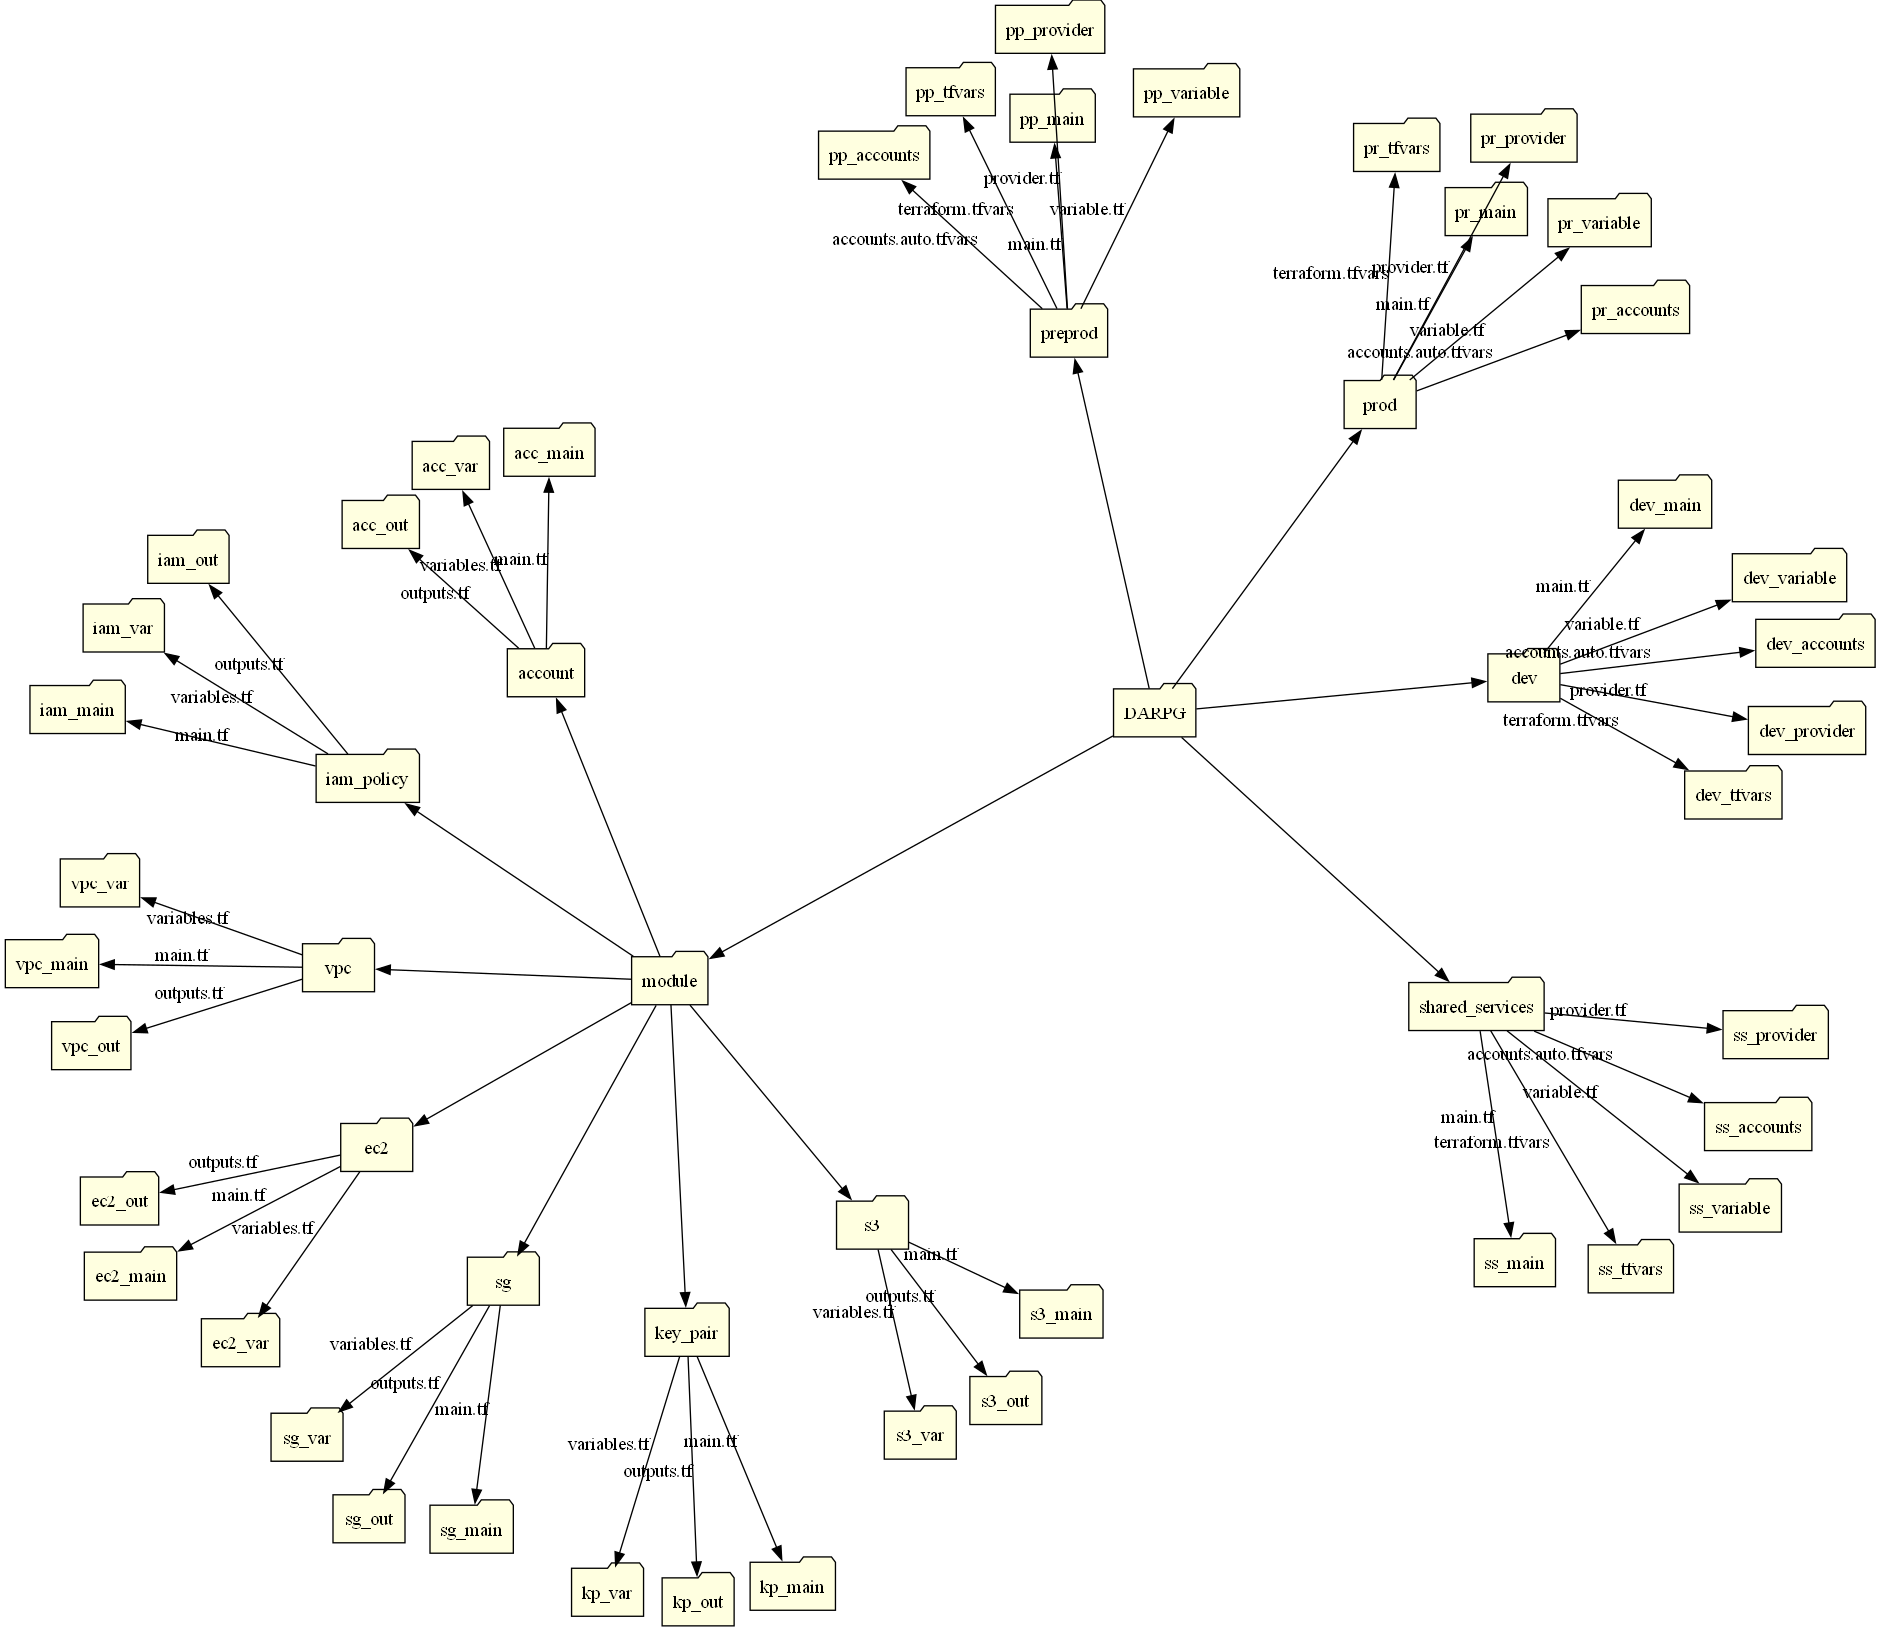 pp_provider
pp_tfvars
pp_variable
pp_main
pp_accounts
provider.tf
terraform.tfvars
variable.tf
accounts.auto.tfvars
main.tf
preprod
pr_provider
pr_tfvars
pr_main
pr_variable
terraform.tfvars
provider.tf
main.tf
pr_accounts
variable.tf
accounts.auto.tfvars
prod
acc_main
acc_var
acc_out
main.tf
variables.tf
outputs.tf
account
iam_out
iam_var
outputs.tf
variables.tf
iam_main
main.tf
iam_policy
dev_main
dev_variable
main.tf
variable.tf
dev_accounts
accounts.auto.tfvars
dev
provider.tf
terraform.tfvars
dev_provider
dev_tfvars
DARPG
vpc_var
variables.tf
vpc_main
main.tf
vpc
outputs.tf
vpc_out
module
shared_services
provider.tf
ss_provider
accounts.auto.tfvars
variable.tf
main.tf
ss_accounts
terraform.tfvars
ss_variable
ss_main
ss_tfvars
ec2
outputs.tf
ec2_out
main.tf
variables.tf
ec2_main
ec2_var
s3
main.tf
outputs.tf
variables.tf
s3_main
s3_out
s3_var
sg
variables.tf
outputs.tf
main.tf
sg_var
sg_out
sg_main
key_pair
variables.tf
main.tf
outputs.tf
kp_var
kp_out
kp_main